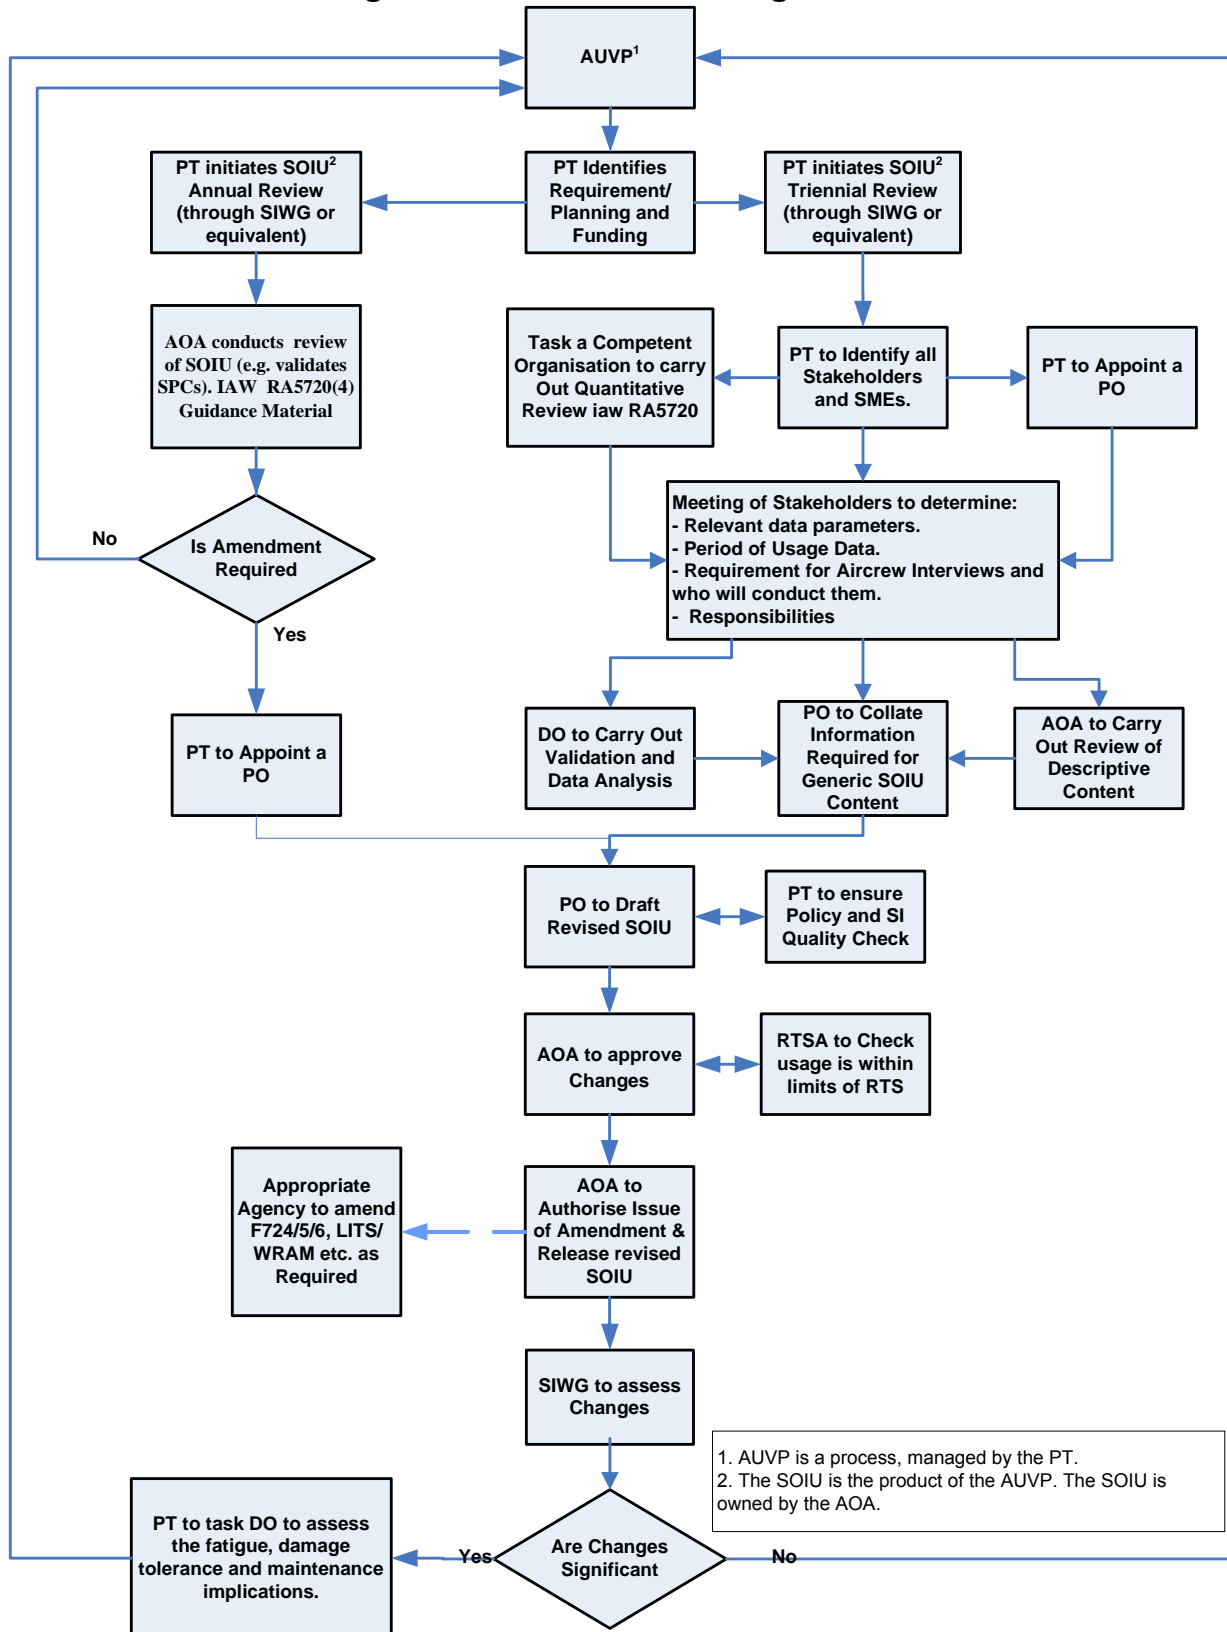 AUVP1
PT initiates SOIU2
Annual Review
(through SIWG or
equivalent)
PT Identifies
Requirement/
Planning and
Funding
PT initiates SOIU2
Triennial Review
(through SIWG or
equivalent)
AOA conducts review
of SOIU (e.g. validates
SPCs). IAW RA5720(4)
Guidance Material
Task a Competent
Organisation to carry
Out Quantitative
Review iaw RA5720
PT to Identify all
Stakeholders
and SMEs.
PT to Appoint a
PO
Meeting of Stakeholders to determine:
- Relevant data parameters.
- Period of Usage Data.
- Requirement for Aircrew Interviews and
who will conduct them.
- Responsibilities
No
Is Amendment
Required
Yes
PT to Appoint a
PO
DO to Carry Out
Validation and
Data Analysis
PO to Collate
Information
Required for
Generic SOIU
Content
AOA to Carry
Out Review of
Descriptive
Content
PO to Draft
Revised SOIU
PT to ensure
Policy and SI
Quality Check
AOA to approve
Changes
RTSA to Check
usage is within
limits of RTS
Appropriate
Agency to amend
F724/5/6, LITS/
WRAM etc. as
Required
AOA to
Authorise Issue
of Amendment &
Release revised
SOIU
SIWG to assess
Changes
1. AUVP is a process, managed by the PT.
2. The SOIU is the product of the AUVP. The SOIU is
owned by the AOA.
PT to task DO to assess
the fatigue, damage
tolerance and maintenance
implications.
Yes
Are Changes
Significant
No